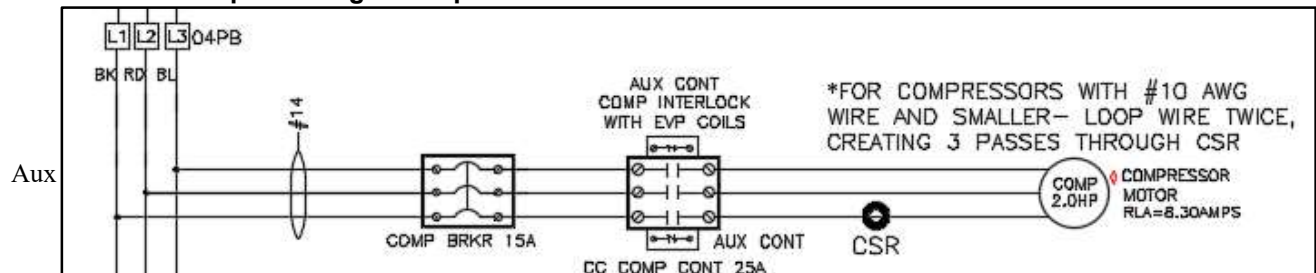 L1 L2 L3 04PB
BK RD BL
#14
AUX CONT
COMP INTERLOCK
WITH EVP COILS
*FOR COMPRESSORS WITH #10 AWG
WIRE AND SMALLER- LOOP WIRE TWICE,
CREATING 3 PASSES THROUGH CSR
Aux
COMP
2.0HP
COMPRESSOR
MOTOR
RLA=8.30AMPS
COMP BRKR 15A
AUX CONT
CSR
CC COMP CONT 25A